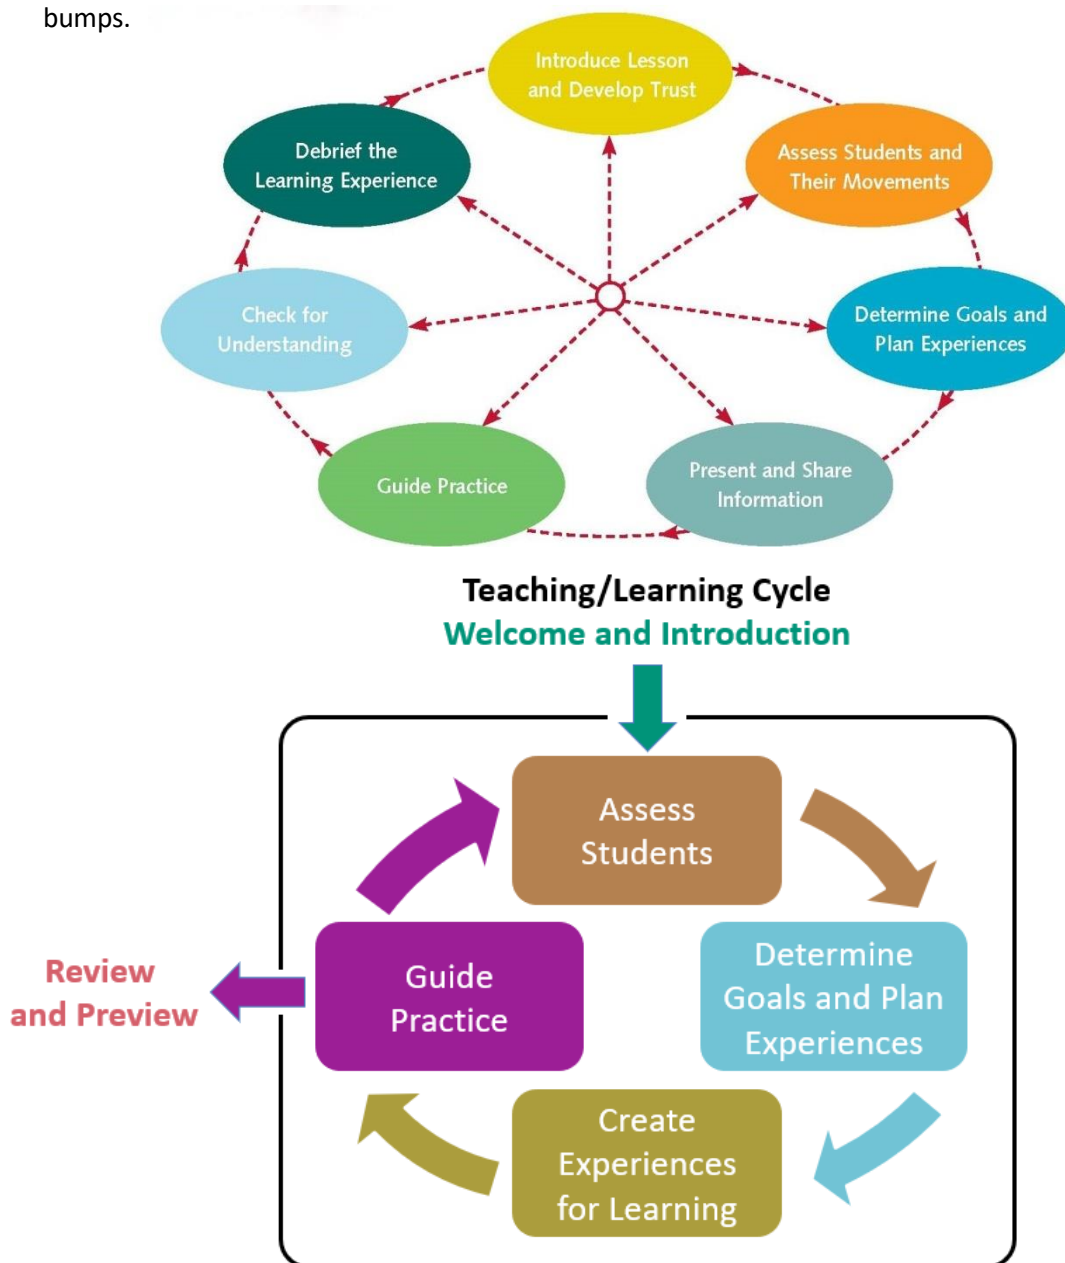 bumps.
Introduce Lesson
and Develop Trust
Assess Students and
Their Movements
Determine Goals and
Plan Experiences
Present and Share
Information
Guide Practice
Check for
Understanding
Debrief the
Learning Experience
Teaching/Learning Cycle
Welcome and Introduction
Assess
Students
Determine
Goals and Plan
Experiences
Create
Experiences
for Learning
Guide
Practice
Review
and Preview